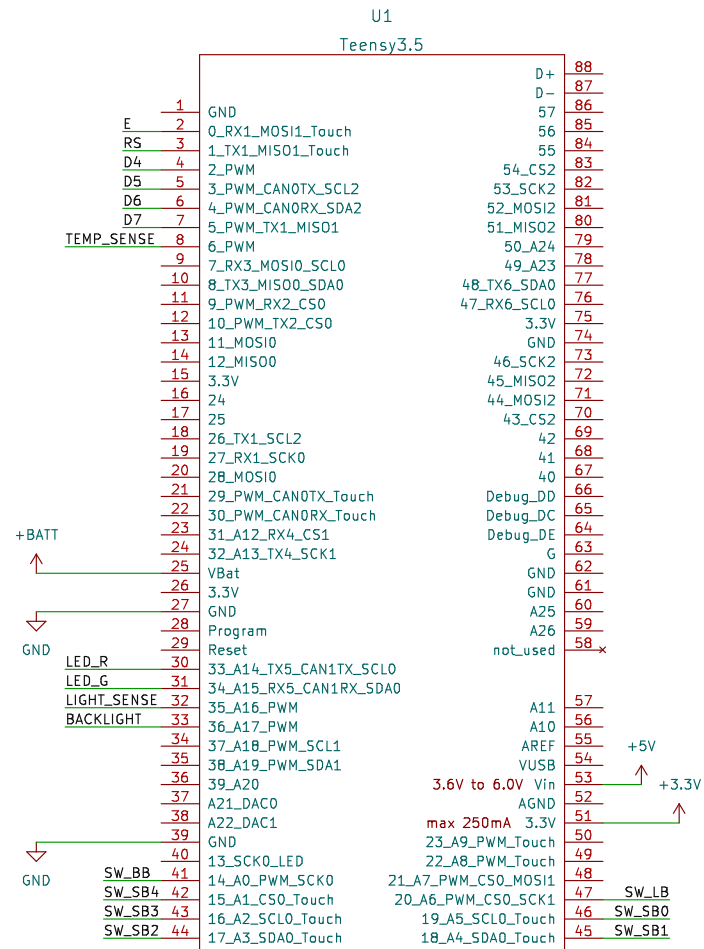 U1
Teensy3.5
D+ 88
D- 87
1 GND 57 86
E 2 0_RX1_MOSI1_Touch 56 85
RS 3 1_TX1_MISO1_Touch 55 84
D4 4 2_PWM 54_CS2 83
D5 5 3_PWM_CAN0TX_SCL2 53_SCK2 82
D6 6 4_PWM_CAN0RX_SDA2 52_MOSI2 81
D7 7 5_PWM_TX1_MISO1 51_MISO2 80
TEMP_SENSE 8 6_PWM 50_A24 79
9 7_RX3_MOSI0_SCL0 49_A23 78
10 8_TX3_MISO0_SDA0 48_TX6_SDA0 77
11 9_PWM_RX2_CS0 47_RX6_SCL0 76
12 10_PWM_TX2_CS0 3.3V 75
13 11_MOSI0 GND 74
14 12_MISO0 46_SCK2 73
15 3.3V 45_MISO2 72
16 24 44_MOSI2 71
17 25 43_CS2 70
18 26_TX1_SCL2 42 69
19 27_RX1_SCK0 41 68
20 28_MOSI0 40 67
21 29_PWM_CAN0TX_Touch Debug_DD 66
22 30_PWM_CAN0RX_Touch Debug_DC 65
23 31_A12_RX4_CS1 Debug_DE 64
+BATT
24 32_A13_TX4_SCK1 G 63
25 VBat GND 62
26 3.3V GND 61
27 GND A25 60
28 Program A26 59
GND
29 Reset not_used 58
LED_R 30 33_A14_TX5_CAN1TX_SCL0
LED_G 31 34_A15_RX5_CAN1RX_SDA0
LIGHT_SENSE 32 35_A16_PWM A11 57
BACKLIGHT 33 36_A17_PWM A10 56
34 37_A18_PWM_SCL1 AREF 55 +5V
35 38_A19_PWM_SDA1 VUSB 54
36 39_A20 3.6V to 6.0V Vin 53 +3.3V
37 A21_DAC0 AGND 52
38 A22_DAC1 max 250mA 3.3V 51
39 GND 23_A9_PWM_Touch 50
40 13_SCK0_LED 22_A8_PWM_Touch 49
GND
SW_BB 41 14_A0_PWM_SCK0 21_A7_PWM_CS0_MOSI1 48
SW_SB4 42 15_A1_CS0_Touch 20_A6_PWM_CS0_SCK1 47 SW_LB
SW_SB3 43 16_A2_SCL0_Touch 19_A5_SCL0_Touch 46 SW_SB0
SW_SB2 44 17_A3_SDA0_Touch 18_A4_SDA0_Touch 45 SW_SB1